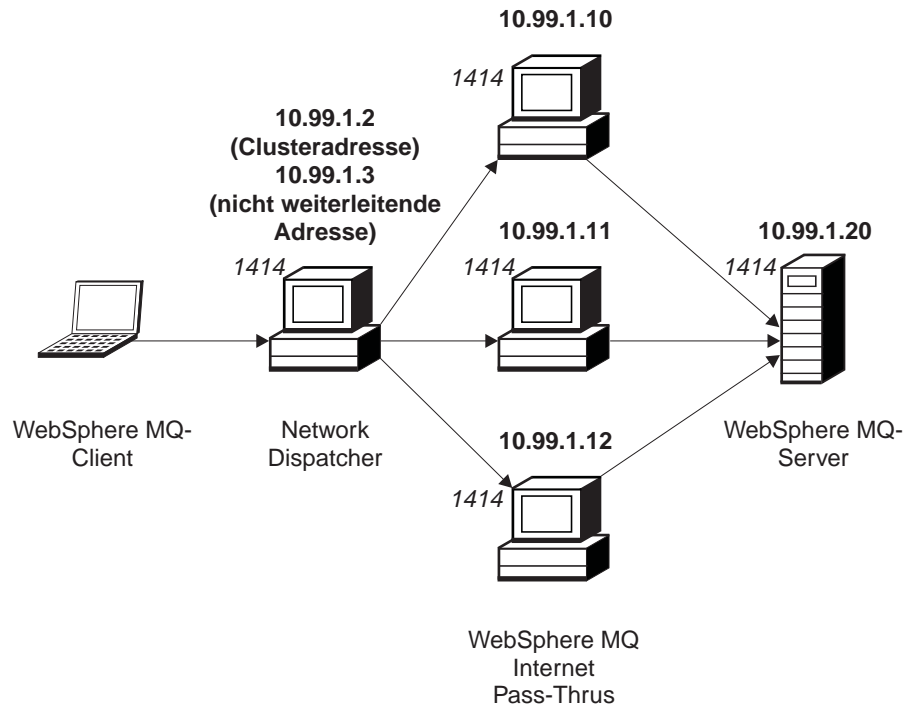 10.99.1.10
1414
10.99.1.2
(Clusteradresse)
10.99.1.3
(nicht weiterleitende
Adresse)
1414
10.99.1.11
1414
10.99.1.20
1414
WebSphere MQ-
Client
Network
Dispatcher
10.99.1.12
1414
WebSphere MQ-
Server
WebSphere MQ
Internet
Pass-Thrus